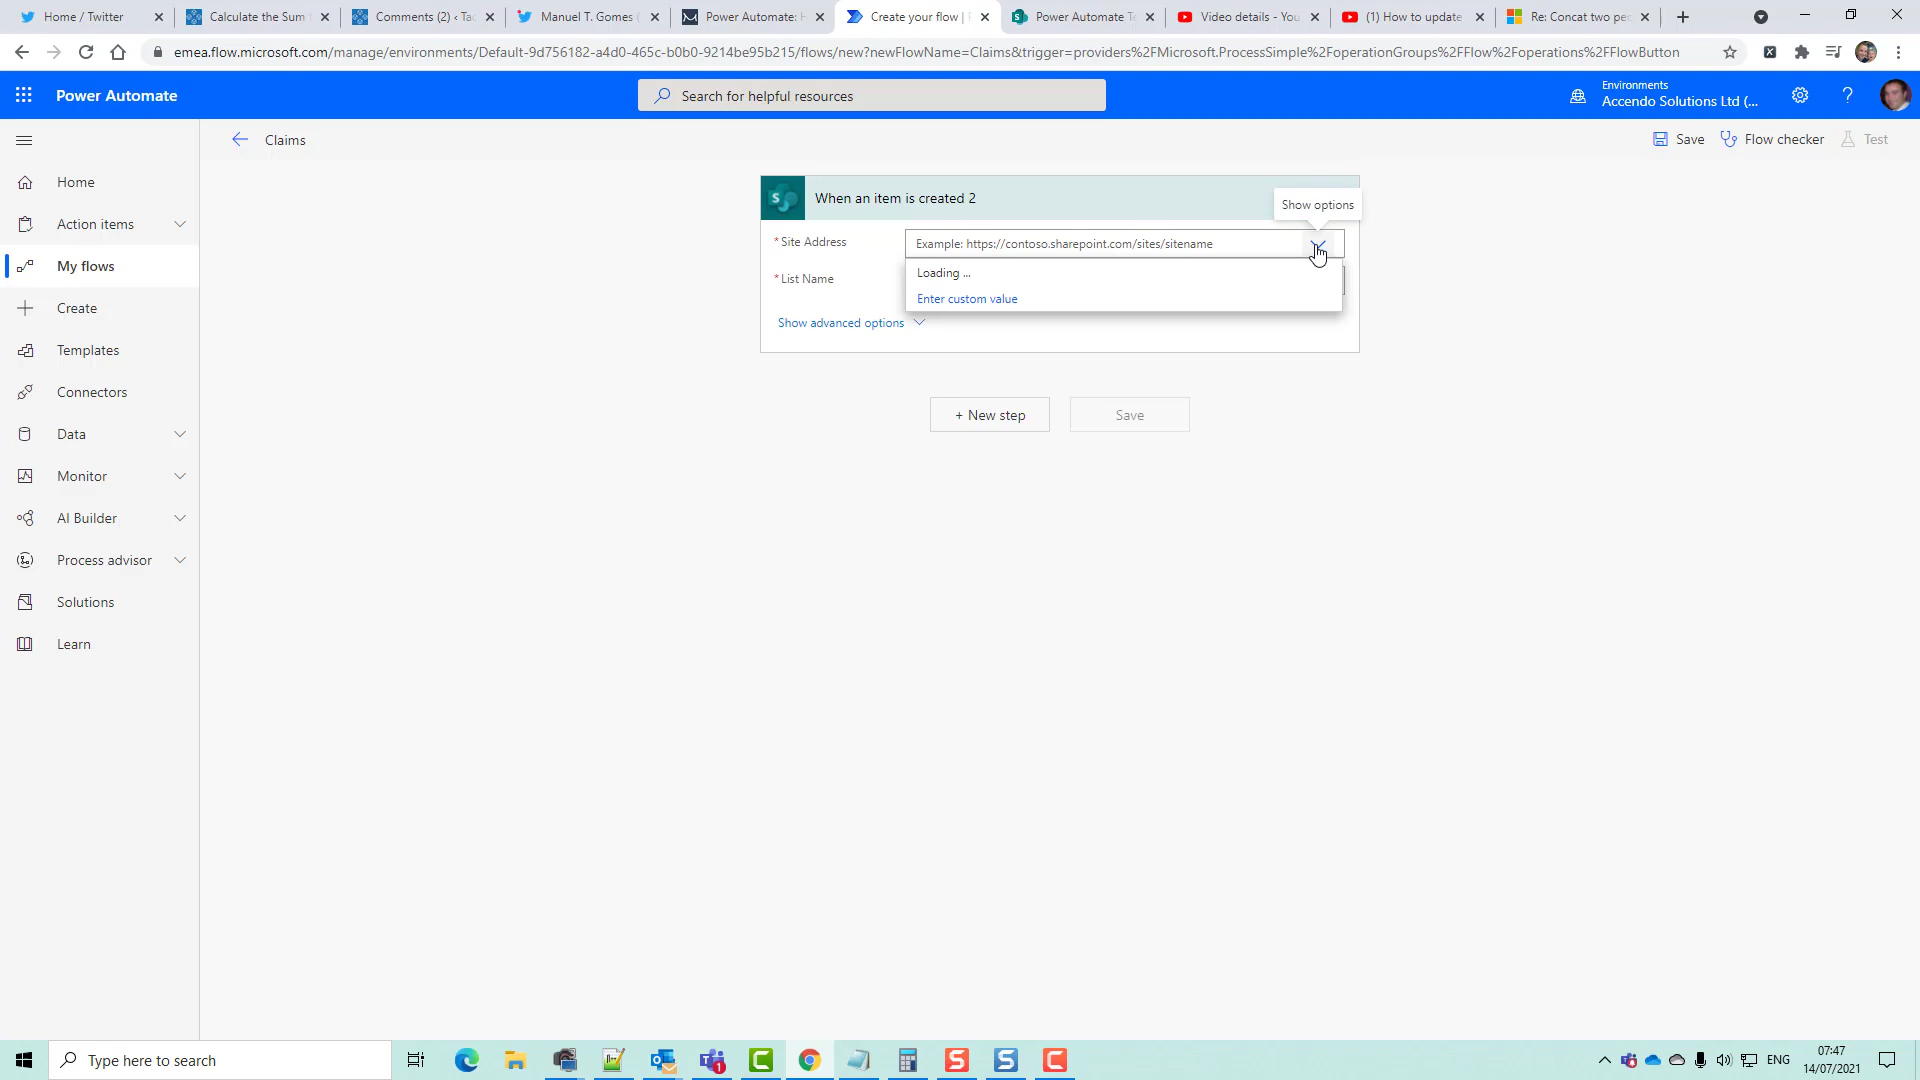 Home / Twitter
Calculate the Sum
Comments (2) ‹ Tac
Manuel T. Gomes (
Power Automate: H
Create your flow |
Power Automate Te
Video details - You
(1) How to update
Re: Concat two peo
emea.flow.microsoft.com/manage/environments/Default-9d756182-a4d0-465c-b0b0-9214be95b215/flows/new?newFlowName=Claims&trigger=providers%2FMicrosoft.ProcessSimple%2FoperationGroups%2FFlow%2Foperations%2FFlowButton
Power Automate
Search for helpful resources
Environments
Accendo Solutions Ltd (...
?
Claims
Save
Flow checker
Test
Home
Action items
My flows
Create
Templates
Connectors
Data
Monitor
AI Builder
Process advisor
Solutions
Learn
When an item is created 2
Show options
* Site Address
Example: https://contoso.sharepoint.com/sites/sitename
Loading ...
Enter custom value
* List Name
Show advanced options
+ New step
Save
Type here to search
ENG
07:47
14/07/2021